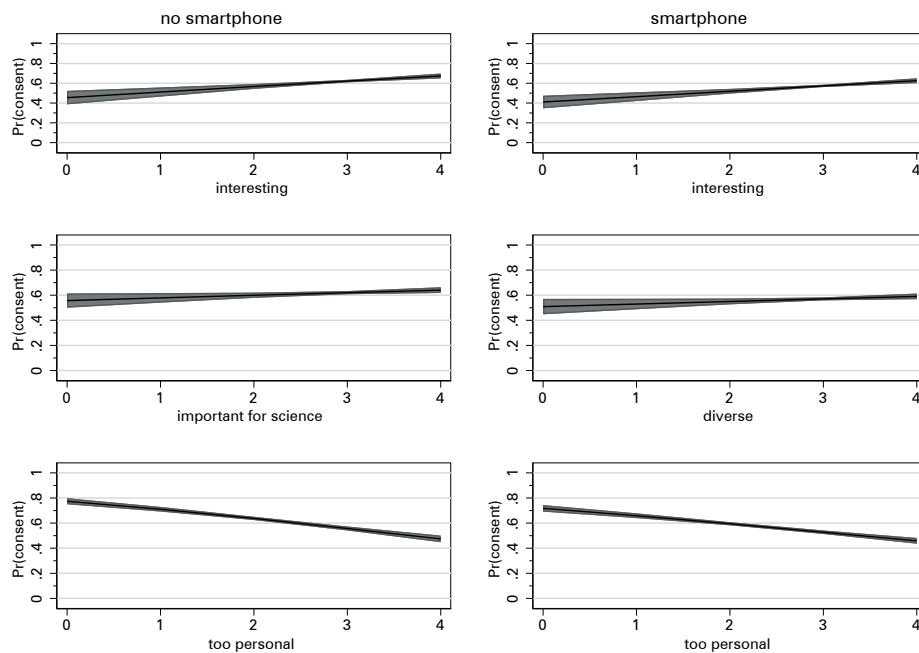 no smartphone
smartphone
Pr(consent)
0 .2 .4 .6 .8 1
0 1 2 3 4
interesting
Pr(consent)
0 .2 .4 .6 .8 1
0 1 2 3 4
interesting
Pr(consent)
0 .2 .4 .6 .8 1
0 1 2 3 4
important for science
Pr(consent)
0 .2 .4 .6 .8 1
0 1 2 3 4
diverse
Pr(consent)
0 .2 .4 .6 .8 1
0 1 2 3 4
too personal
Pr(consent)
0 .2 .4 .6 .8 1
0 1 2 3 4
too personal